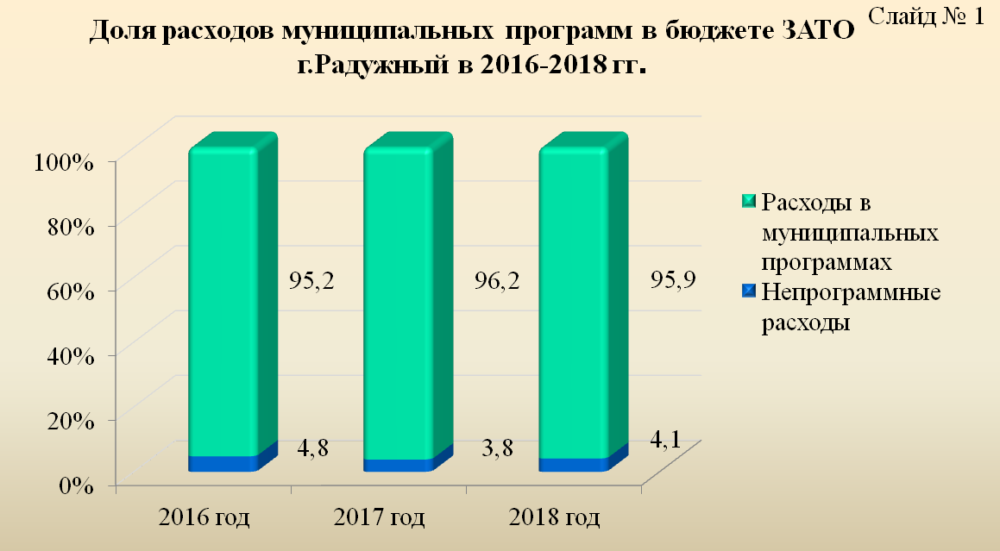 Слайд № 1
Доля расходов муниципальных программ в бюджете ЗАТО
г.Радужный в 2016-2018 гг.
100%
80%
60%
40%
20%
0%
95,2
96,2
95,9
4,8
3,8
4,1
2016 год
2017 год
2018 год
Расходы в
муниципальных
программах
Непрограммные
расходы